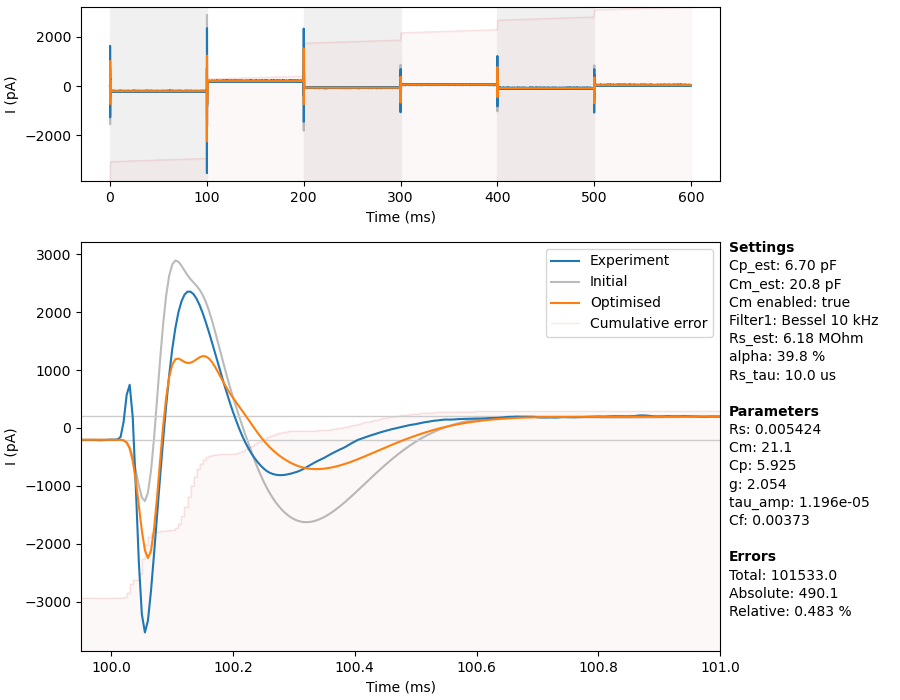 2000
0
−2000
I (pA)
0
100
200
300
400
500
600
Time (ms)
3000
2000
1000
0
−1000
−2000
−3000
I (pA)
Experiment
Initial
Optimised
Cumulative error
100.0
100.2
100.4
100.6
100.8
101.0
Time (ms)
Settings
Cp_est: 6.70 pF
Cm_est: 20.8 pF
Cm enabled: true
Filter1: Bessel 10 kHz
Rs_est: 6.18 MOhm
alpha: 39.8 %
Rs_tau: 10.0 us
Parameters
Rs: 0.005424
Cm: 21.1
Cp: 5.925
g: 2.054
tau_amp: 1.196e-05
Cf: 0.00373
Errors
Total: 101533.0
Absolute: 490.1
Relative: 0.483 %